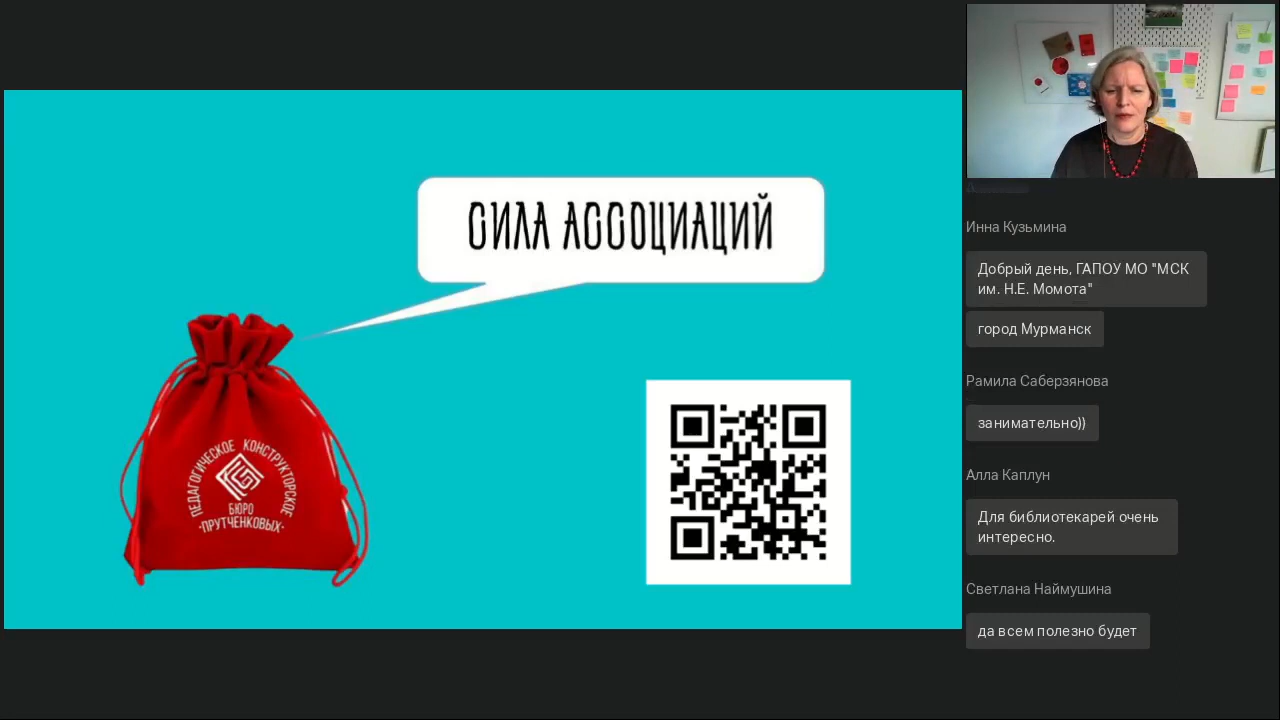 СИЛА АССОЦИАЦИЙ
ПЕДАГОГИЧЕСКОЕ КОНСТРУКТОРСКОЕ
БЮРО
·ПРУТЧЕНКОВЫХ·
Инна Кузьмина
Добрый день, ГАПОУ МО "МСК
им. Н.Е. Момота"
город Мурманск
Рамила Саберзянова
занимательно))
Алла Каплун
Для библиотекарей очень
интересно.
Светлана Наймушина
да всем полезно будет